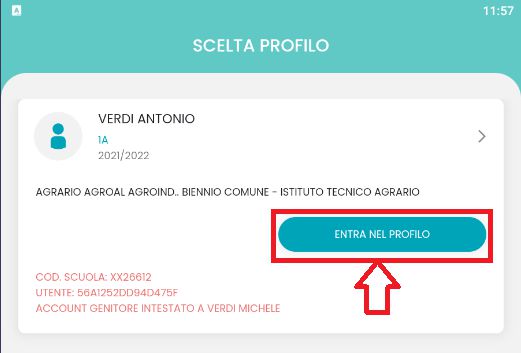 A
11:57
SCELTA PROFILO
VERDI ANTONIO
1A
2021/2022
AGRARIO AGROAL AGROIND.. BIENNIO COMUNE - ISTITUTO TECNICO AGRARIO
ENTRA NEL PROFILO
COD. SCUOLA: XX26612
UTENTE: 56A1252DD94D475F
ACCOUNT GENITORE INTESTATO A VERDI MICHELE